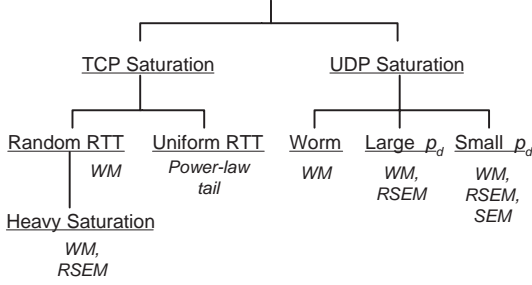 TCP Saturation UDP Saturation
Random RTT Uniform RTT Worm Large p_d Small p_d
WM Power-law tail WM WM, RSEM WM, RSEM, SEM
Heavy Saturation
WM,
RSEM